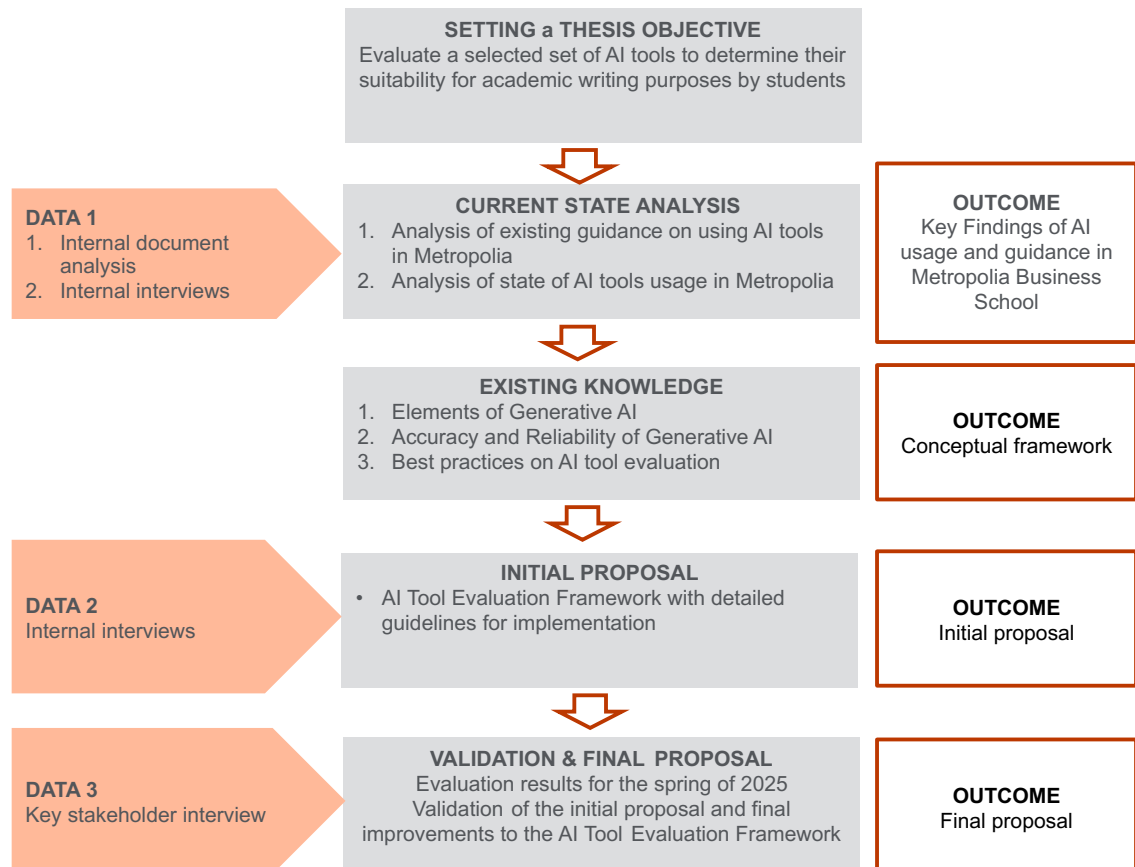 SETTING a THESIS OBJECTIVE
Evaluate a selected set of AI tools to determine their
suitability for academic writing purposes by students
DATA 1
1. Internal document
analysis
2. Internal interviews
CURRENT STATE ANALYSIS
1. Analysis of existing guidance on using AI tools
in Metropolia
2. Analysis of state of AI tools usage in Metropolia
OUTCOME
Key Findings of AI
usage and guidance in
Metropolia Business
School
EXISTING KNOWLEDGE
1. Elements of Generative AI
2. Accuracy and Reliability of Generative AI
3. Best practices on AI tool evaluation
OUTCOME
Conceptual framework
DATA 2
Internal interviews
INITIAL PROPOSAL
• AI Tool Evaluation Framework with detailed
guidelines for implementation
OUTCOME
Initial proposal
DATA 3
Key stakeholder interview
VALIDATION & FINAL PROPOSAL
Evaluation results for the spring of 2025
Validation of the initial proposal and final
improvements to the AI Tool Evaluation Framework
OUTCOME
Final proposal